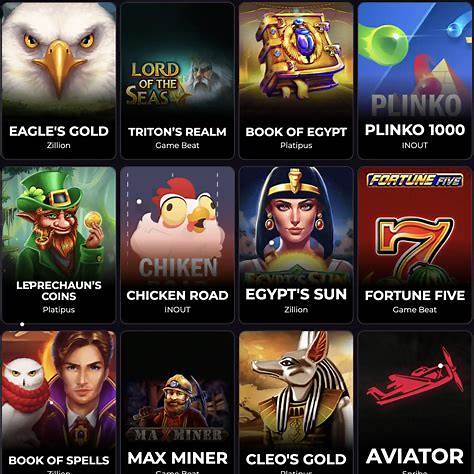 EAGLE'S GOLD
Zillion
LORD
OF THE
SEAS
TRITON'S REALM
Game Beat
BOOK OF EGYPT
Platipus
PLINKO
PLINKO 1000
INOUT
LEPRECHAUN'S
COINS
Platipus
CHIKEN
CHICKEN ROAD
INOUT
EGYPT'S SUN
EGYPT'S SUN
Zillion
FORTUNE FIVE
7
FORTUNE FIVE
Game Beat
BOOK OF SPELLS
Zillion
MAX MINER
MAX MINER
Game Beat
CLEO'S GOLD
Platipus
AVIATOR
Spribe